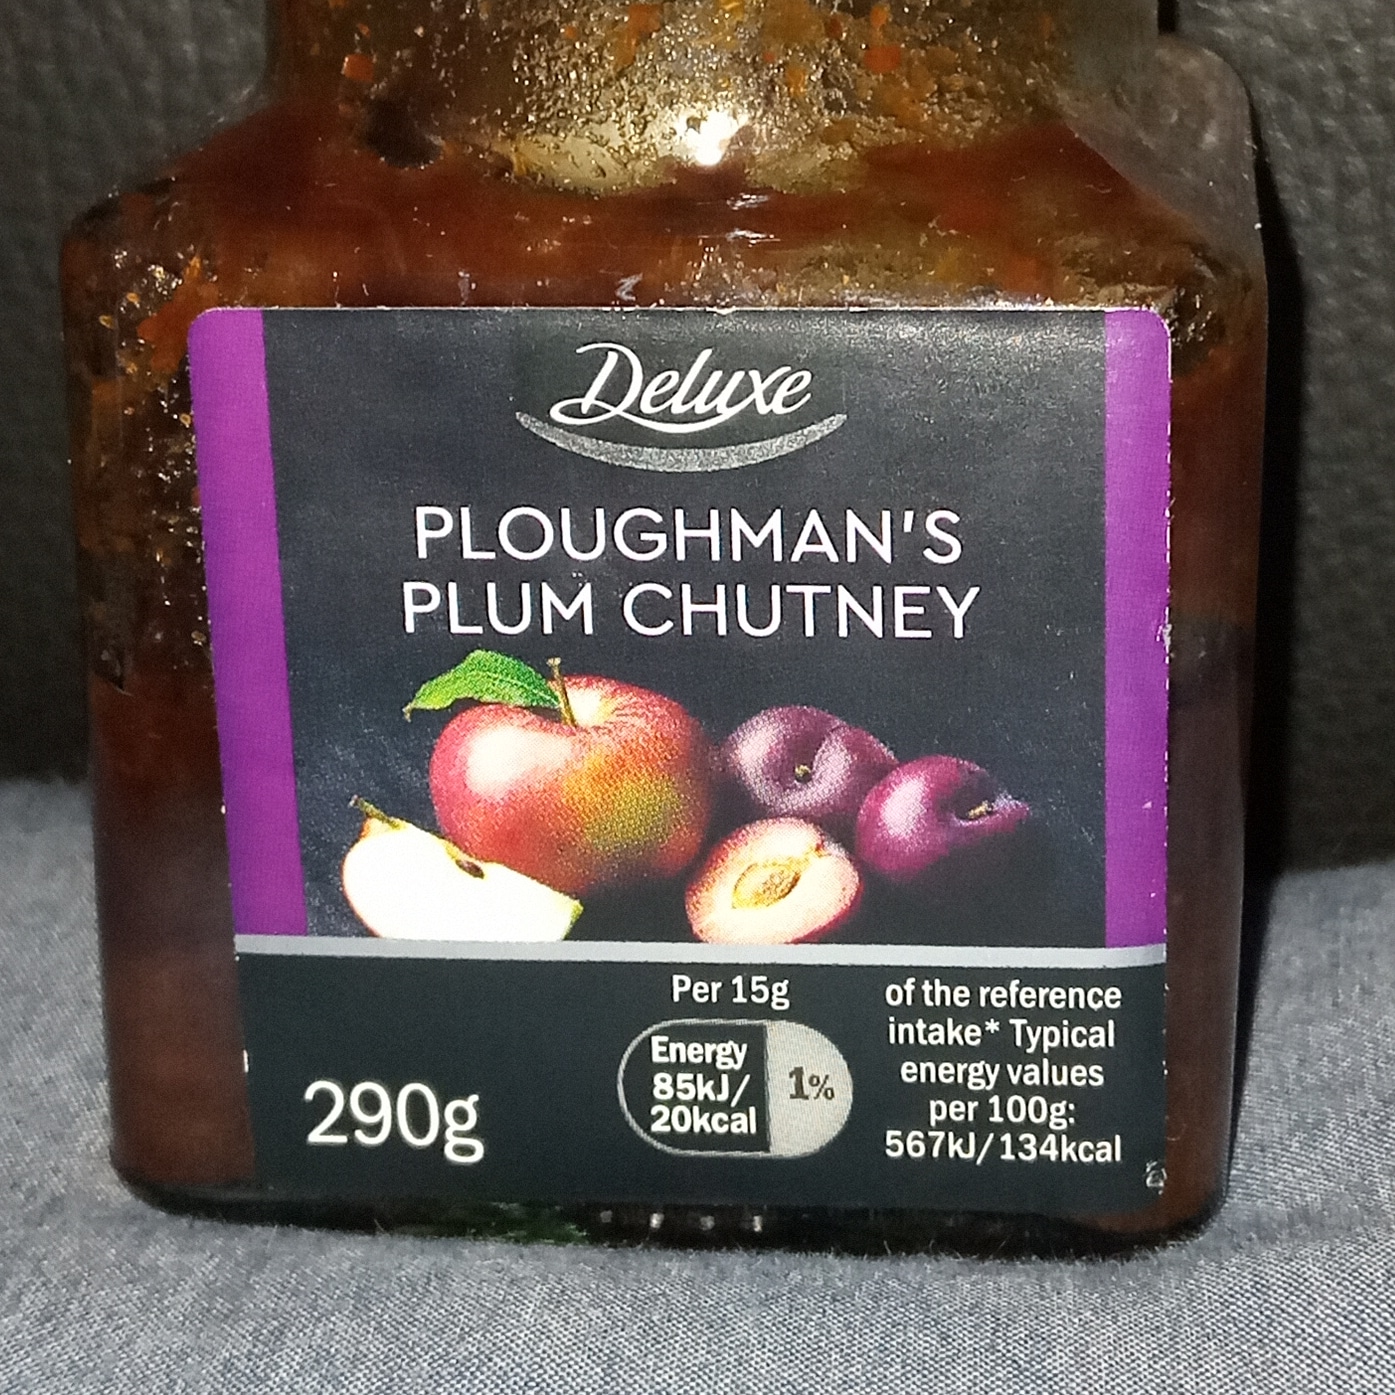 Deluxe
PLOUGHMAN'S
PLUM CHUTNEY
290g
Per 15g
Energy
85kJ/
20kcal
1%
of the reference
intake* Typical
energy values
per 100g:
567kJ/134kcal